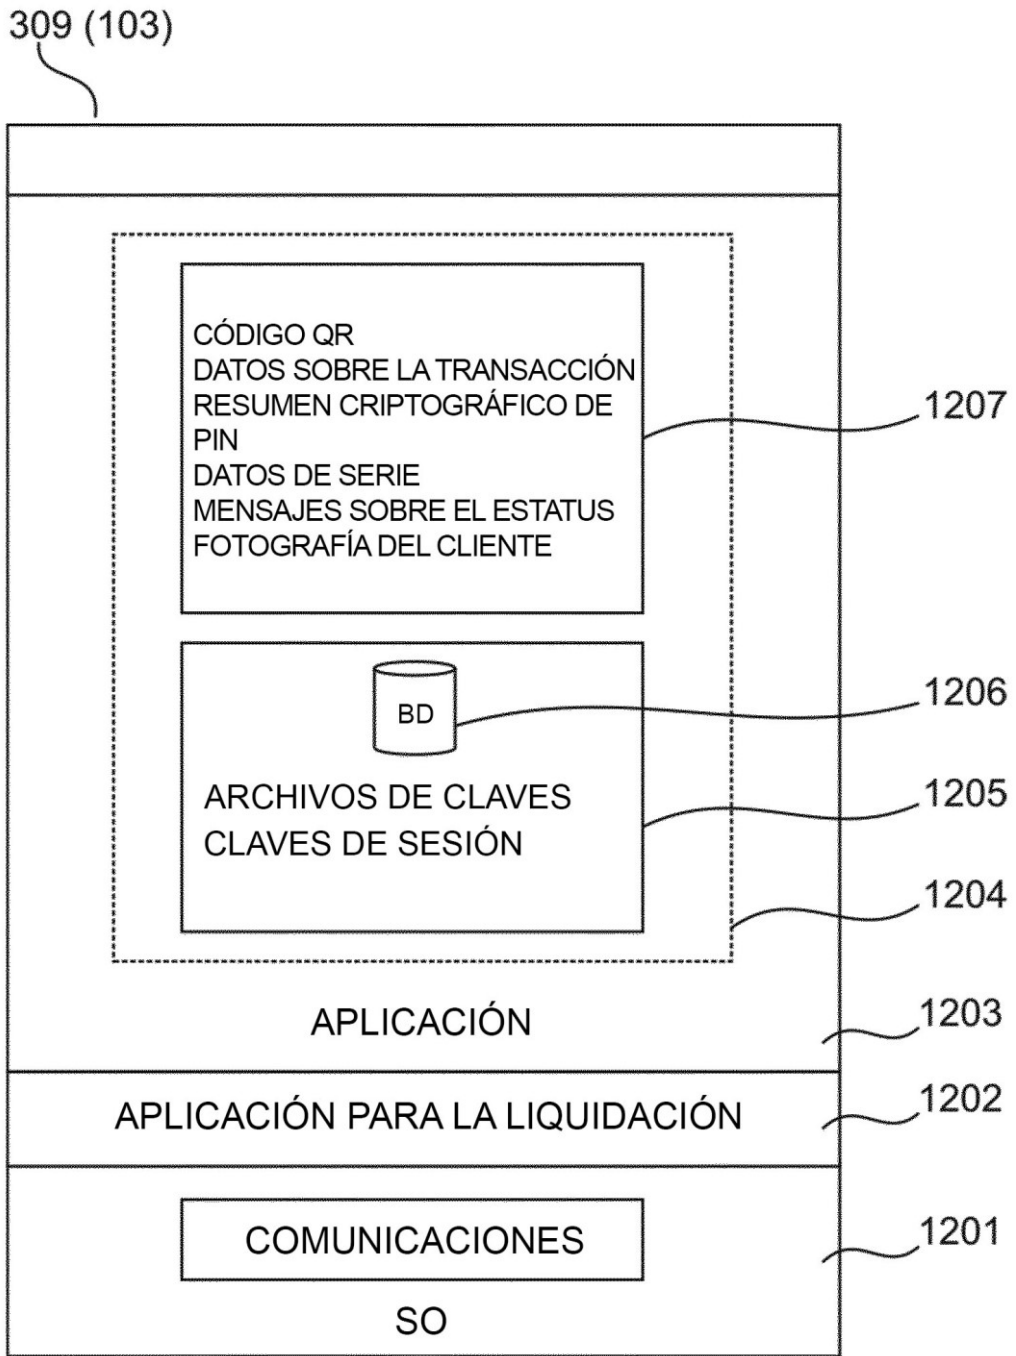 309 (103)
CÓDIGO QR
DATOS SOBRE LA TRANSACCIÓN
RESUMEN CRIPTOGRÁFICO DE
PIN
DATOS DE SERIE
MENSAJES SOBRE EL ESTATUS
FOTOGRAFÍA DEL CLIENTE
1207
BD
1206
ARCHIVOS DE CLAVES
CLAVES DE SESIÓN
1205
1204
APLICACIÓN
1203
APLICACIÓN PARA LA LIQUIDACIÓN
1202
COMUNICACIONES
1201
SO